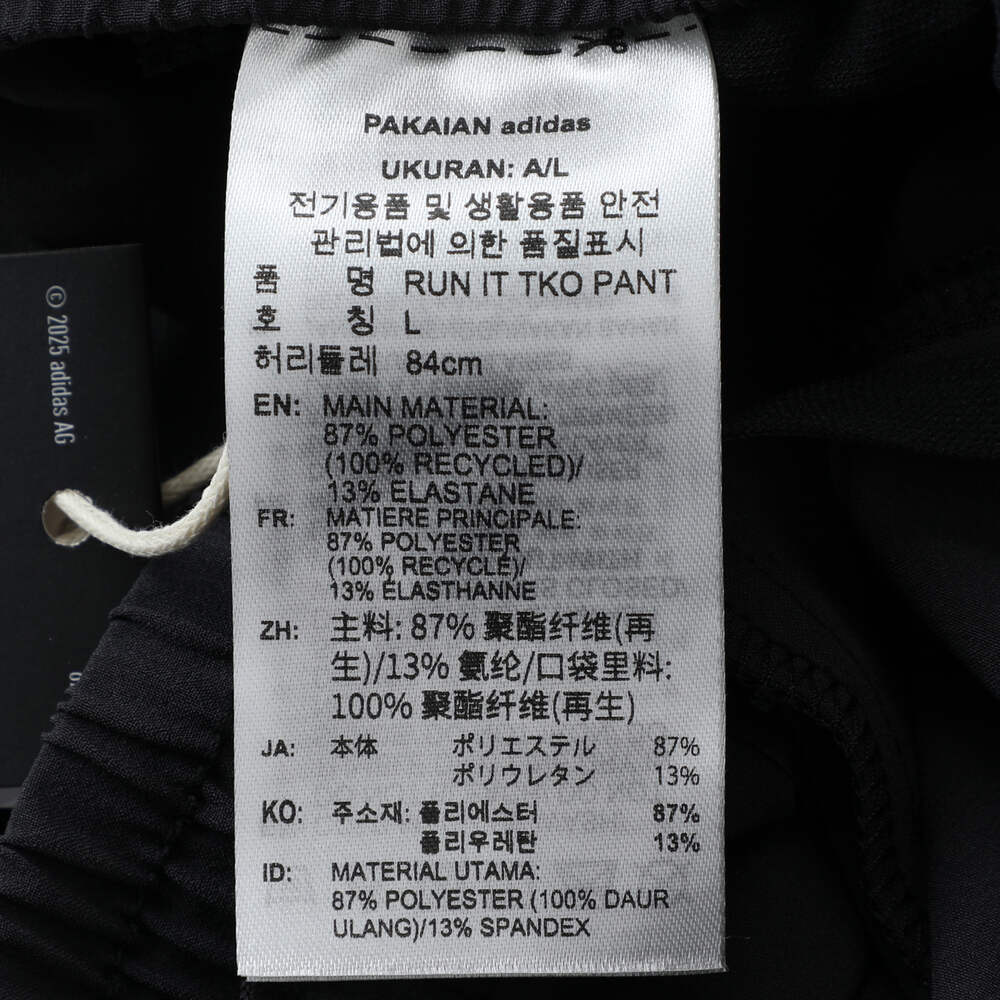 PAKAIAN adidas
UKURAN: A/L
전기용품 및 생활용품 안전
관리법에 의한 품질표시
품 명 RUN IT TKO PANT
호 칭 L
허리둘레 84cm
EN: MAIN MATERIAL:
87% POLYESTER
(100% RECYCLED)/
13% ELASTANE
FR: MATIERE PRINCIPALE:
87% POLYESTER
(100% RECYCLE)/
13% ELASTHANNE
ZH: 主料: 87% 聚酯纤维(再
生)/13% 氨纶/口袋里料:
100% 聚酯纤维(再生)
JA: 本体 ポリエステル 87%
ポリウレタン 13%
KO: 주소재: 폴리에스터 87%
폴리우레탄 13%
ID: MATERIAL UTAMA:
87% POLYESTER (100% DAUR
ULANG)/13% SPANDEX
© 2025 adidas AG